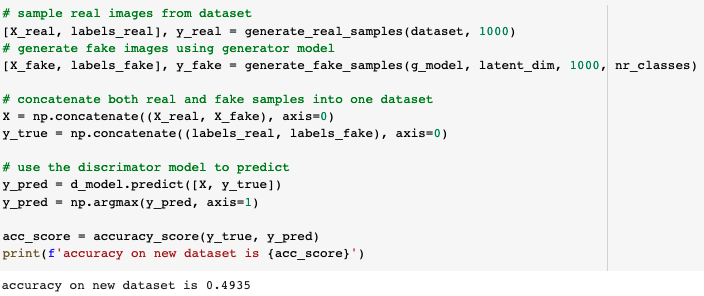 # sample real images from dataset
[X_real, labels_real], y_real = generate_real_samples(dataset, 1000)
# generate fake images using generator model
[X_fake, labels_fake], y_fake = generate_fake_samples(g_model, latent_dim, 1000, nr_classes)
# concatenate both real and fake samples into one dataset
X = np.concatenate((X_real, X_fake), axis=0)
y_true = np.concatenate((labels_real, labels_fake), axis=0)
# use the discrimator model to predict
y_pred = d_model.predict([X, y_true])
y_pred = np.argmax(y_pred, axis=1)
acc_score = accuracy_score(y_true, y_pred)
print(f'accuracy on new dataset is {acc_score}')
accuracy on new dataset is 0.4935